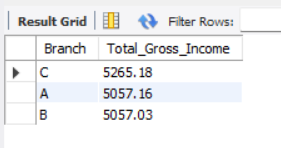 Result Grid Filter Rows:
Branch Total_Gross_Income
C 5265.18
A 5057.16
B 5057.03